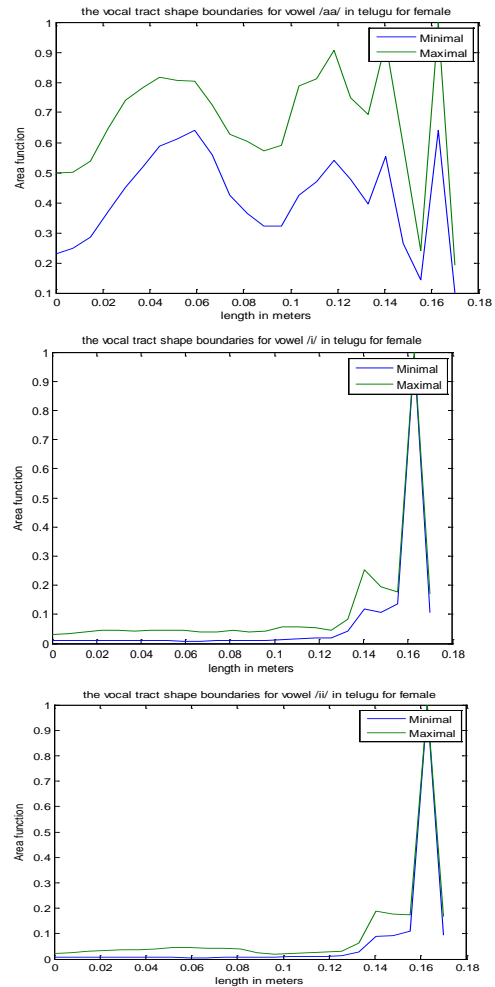 the vocal tract shape boundaries for vowel /aa/ in telugu for female
1
0.9
0.8
0.7
0.6
0.5
0.4
0.3
0.2
0.1
Area function
Minimal
Maximal
0 0.02 0.04 0.06 0.08 0.1 0.12 0.14 0.16 0.18
length in meters
the vocal tract shape boundaries for vowel /i/ in telugu for female
1
0.9
0.8
0.7
0.6
0.5
0.4
0.3
0.2
0.1
0
Area function
Minimal
Maximal
0 0.02 0.04 0.06 0.08 0.1 0.12 0.14 0.16 0.18
length in meters
the vocal tract shape boundaries for vowel /ii/ in telugu for female
1
0.9
0.8
0.7
0.6
0.5
0.4
0.3
0.2
0.1
0
Area function
Minimal
Maximal
0 0.02 0.04 0.06 0.08 0.1 0.12 0.14 0.16 0.18
length in meters